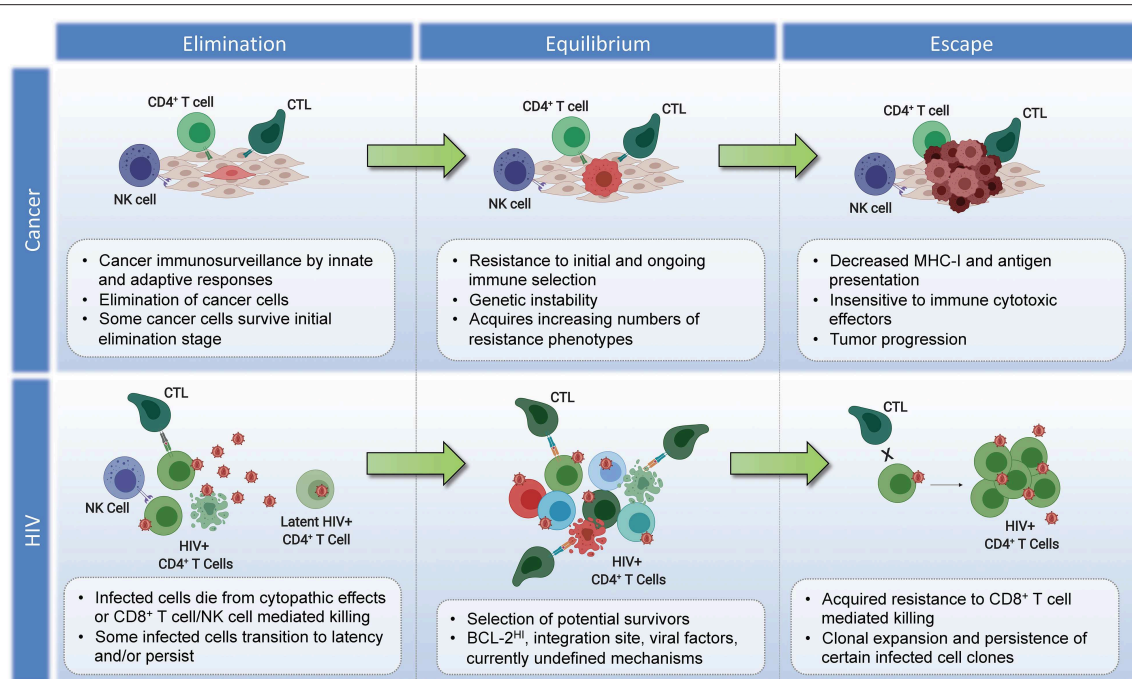 Elimination
Equilibrium
Escape
Cancer
CD4⁺ T cell
CTL
NK cell
CD4⁺ T cell
CTL
NK cell
CD4⁺ T cell
CTL
NK cell
• Cancer immunosurveillance by innate
and adaptive responses
• Elimination of cancer cells
• Some cancer cells survive initial
elimination stage
• Resistance to initial and ongoing
immune selection
• Genetic instability
• Acquires increasing numbers of
resistance phenotypes
• Decreased MHC-I and antigen
presentation
• Insensitive to immune cytotoxic
effectors
• Tumor progression
HIV
CTL
NK Cell
HIV+
CD4⁺ T Cells
Latent HIV+
CD4⁺ T Cell
CTL
HIV+
CD4⁺ T Cells
CTL
X
HIV+
CD4⁺ T Cells
• Infected cells die from cytopathic effects
or CD8⁺ T cell/NK cell mediated killing
• Some infected cells transition to latency
and/or persist
• Selection of potential survivors
• BCL-2ᴴᴵ, integration site, viral factors,
currently undefined mechanisms
• Acquired resistance to CD8⁺ T cell
mediated killing
• Clonal expansion and persistence of
certain infected cell clones